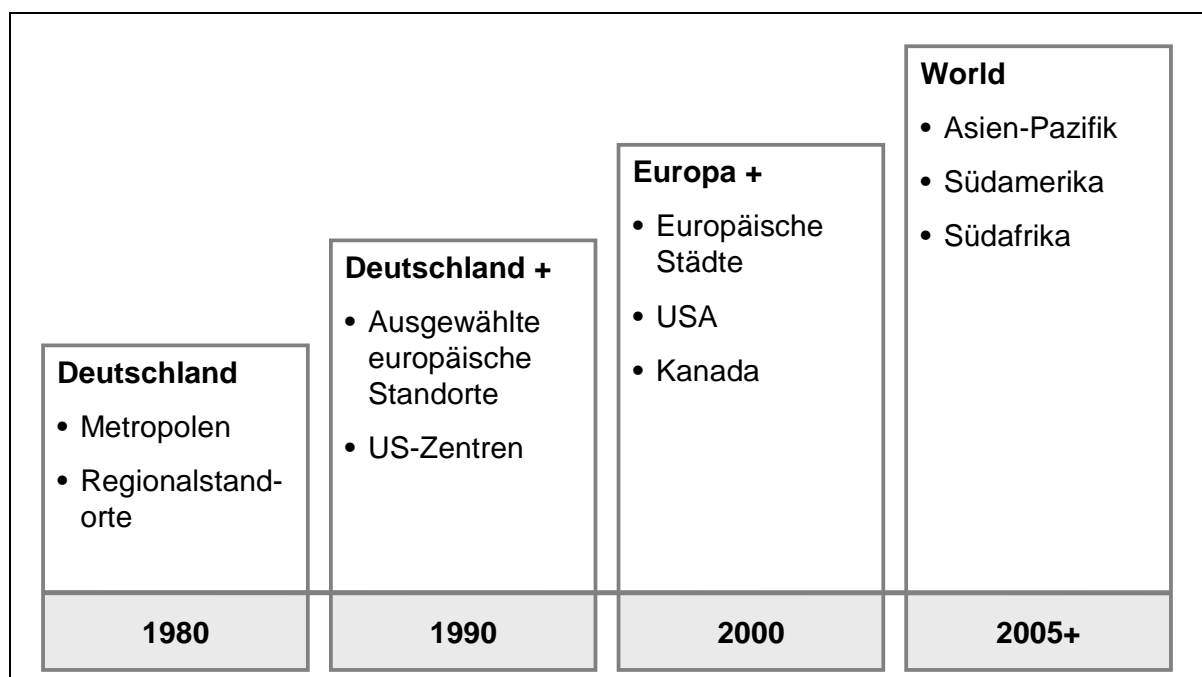 Deutschland
• Metropolen
• Regionalstand-
orte
1980
Deutschland +
• Ausgewählte
europäische
Standorte
• US-Zentren
1990
Europa +
• Europäische
Städte
• USA
• Kanada
2000
World
• Asien-Pazifik
• Südamerika
• Südafrika
2005+